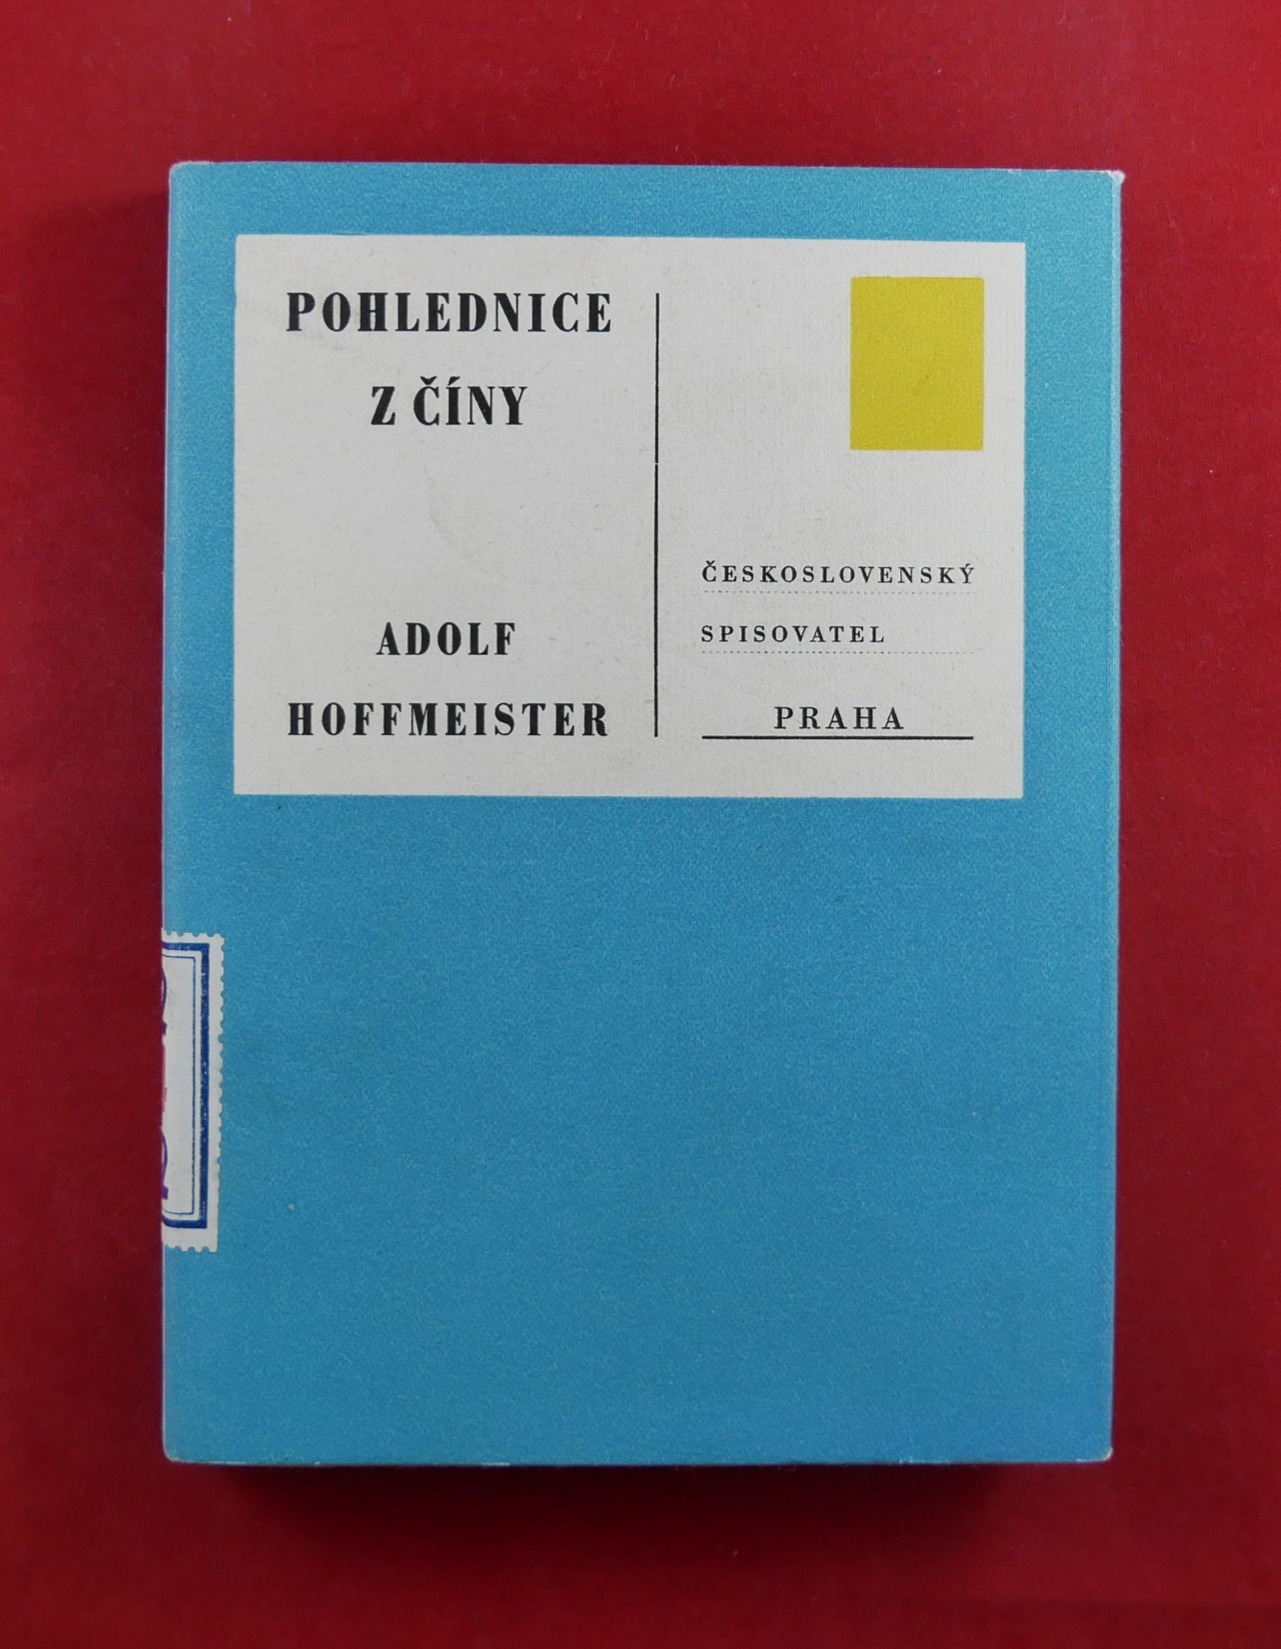 POHLEDNICE
Z ČÍNY
ADOLF
HOFFMEISTER
ČESKOSLOVENSKÝ
SPISOVATEL
PRAHA